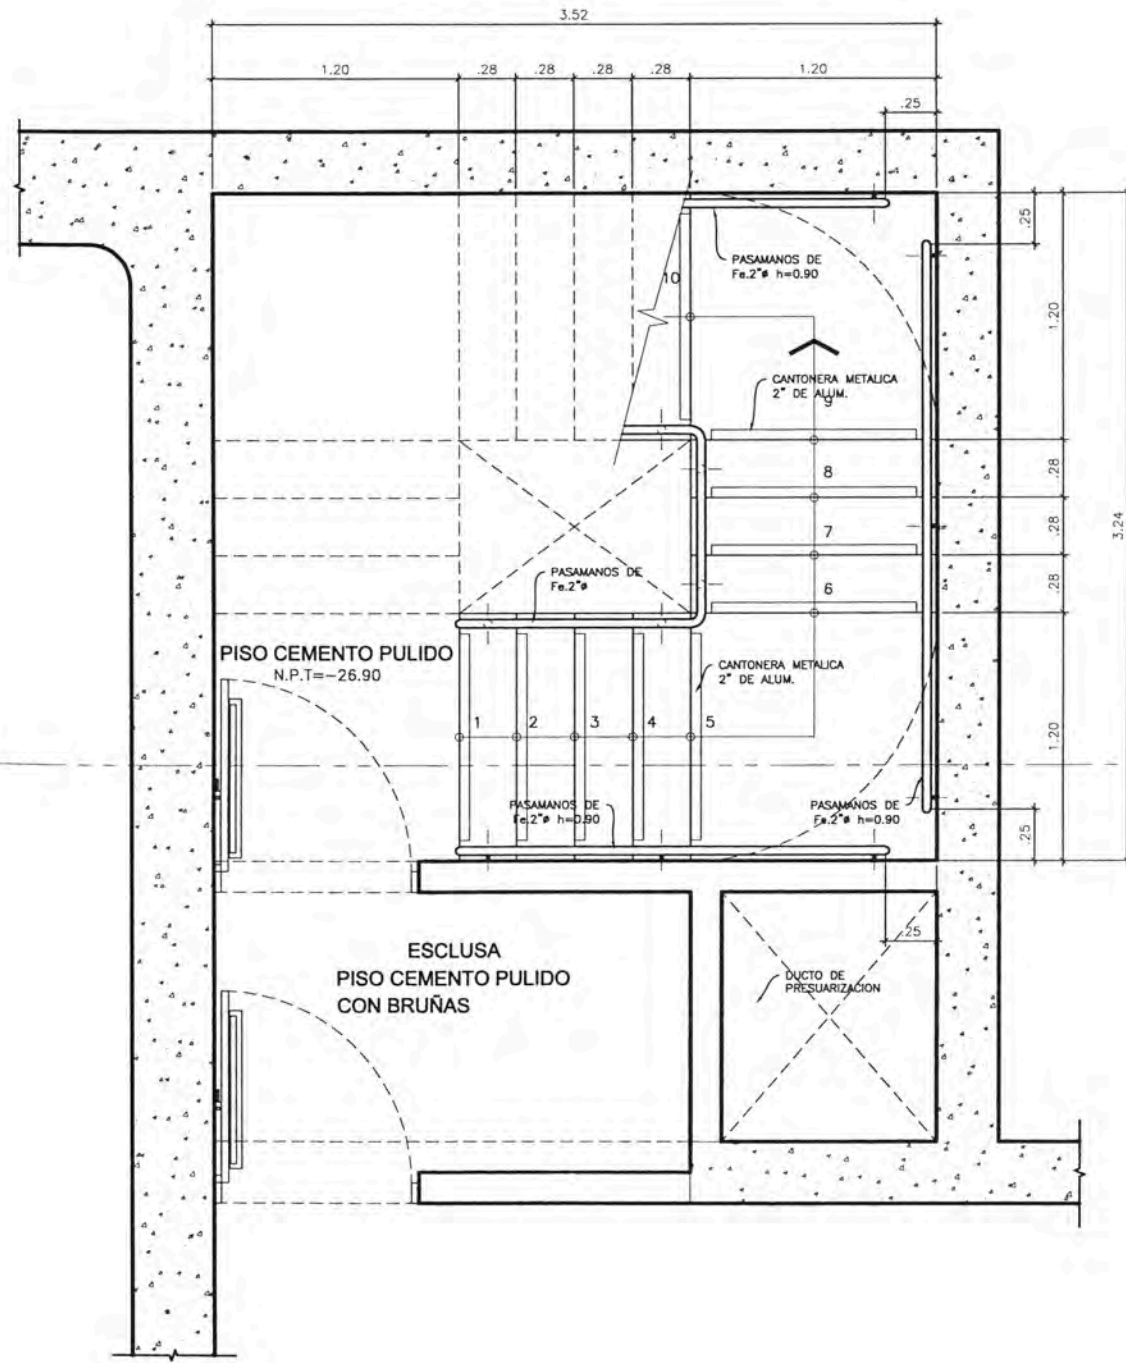 3.52
1.20 .28 .28 .28 .28 1.20
.25
.25
PASAMANOS DE
Fe.2"ø h=0.90
10
1.20
CANTONERA METALICA
2" DE ALUM.
9
8
.28
7
.28
3.24
PASAMANOS DE
Fe.2"ø
6
.28
PISO CEMENTO PULIDO
N.P.T=-26.90
CANTONERA METALICA
2" DE ALUM.
1 2 3 4 5
1.20
PASAMANOS DE
Fe.2"ø h=0.90
PASAMANOS DE
Fe.2"ø h=0.90
.25
.25
ESCLUSA
PISO CEMENTO PULIDO
CON BRUÑAS
DUCTO DE
PRESUARIZACION